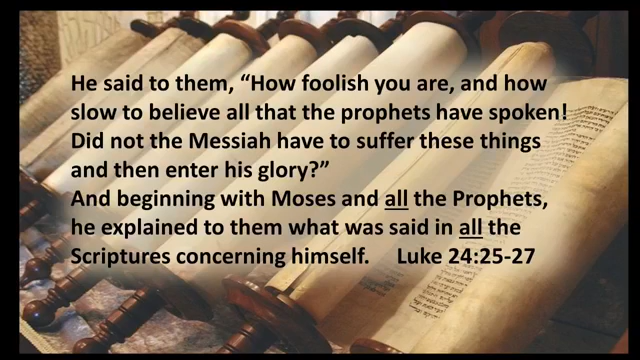 He said to them, “How foolish you are, and how
slow to believe all that the prophets have spoken!
Did not the Messiah have to suffer these things
and then enter his glory?”
And beginning with Moses and all the Prophets,
he explained to them what was said in all the
Scriptures concerning himself. Luke 24:25-27